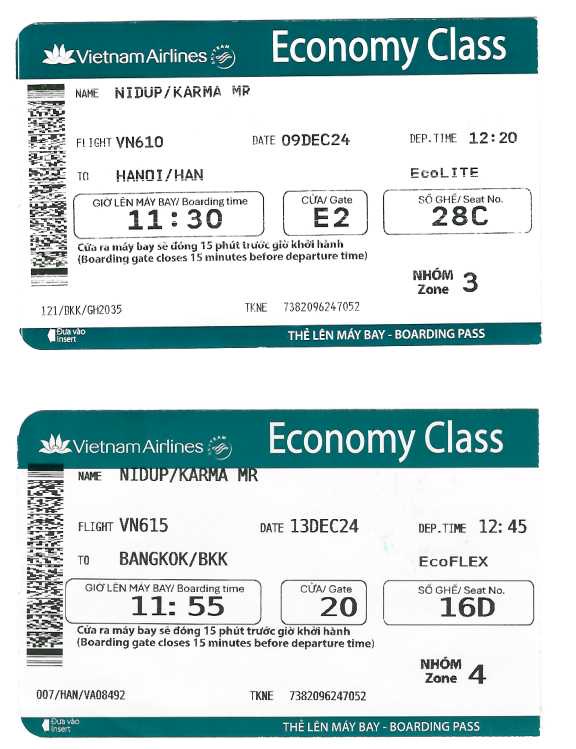 Vietnam Airlines SKYTEAM Economy Class
NAME NIDUP/KARMA MR
FLIGHT VN610 DATE 09DEC24 DEP.TIME 12:20
TO HANOI/HAN EcoLITE
GIỜ LÊN MÁY BAY/ Boarding time CỬA/ Gate SỐ GHẾ/ Seat No.
11:30 E2 28C
Cửa ra máy bay sẽ đóng 15 phút trước giờ khởi hành
(Boarding gate closes 15 minutes before departure time)
NHÓM
Zone 3
121/BKK/GH2035 TKNE 7382096247052
Đưa vào
Insert
THẺ LÊN MÁY BAY - BOARDING PASS
Vietnam Airlines SKYTEAM Economy Class
NAME NIDUP/KARMA MR
FLIGHT VN615 DATE 13DEC24 DEP.TIME 12:45
TO BANGKOK/BKK EcoFLEX
GIỜ LÊN MÁY BAY/ Boarding time CỬA/ Gate SỐ GHẾ/ Seat No.
11:55 20 16D
Cửa ra máy bay sẽ đóng 15 phút trước giờ khởi hành
(Boarding gate closes 15 minutes before departure time)
NHÓM
Zone 4
007/HAN/VA08492 TKNE 7382096247052
Đưa vào
Insert
THẺ LÊN MÁY BAY - BOARDING PASS